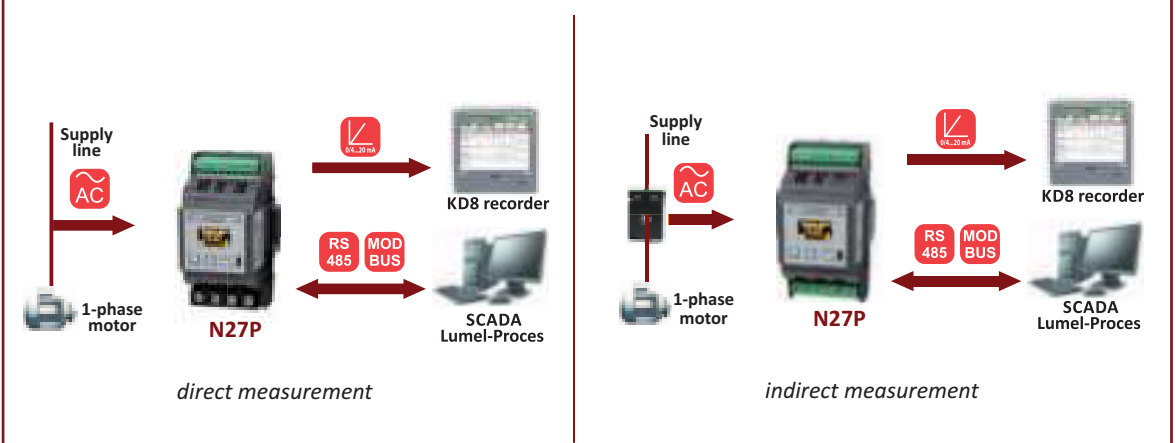 Supply
line
AC
0/4...20 mA
KD8 recorder
RS
485
MOD
BUS
1-phase
motor
N27P
SCADA
Lumel-Proces
direct measurement
Supply
line
AC
0/4...20 mA
KD8 recorder
RS
485
MOD
BUS
1-phase
motor
N27P
SCADA
Lumel-Proces
indirect measurement